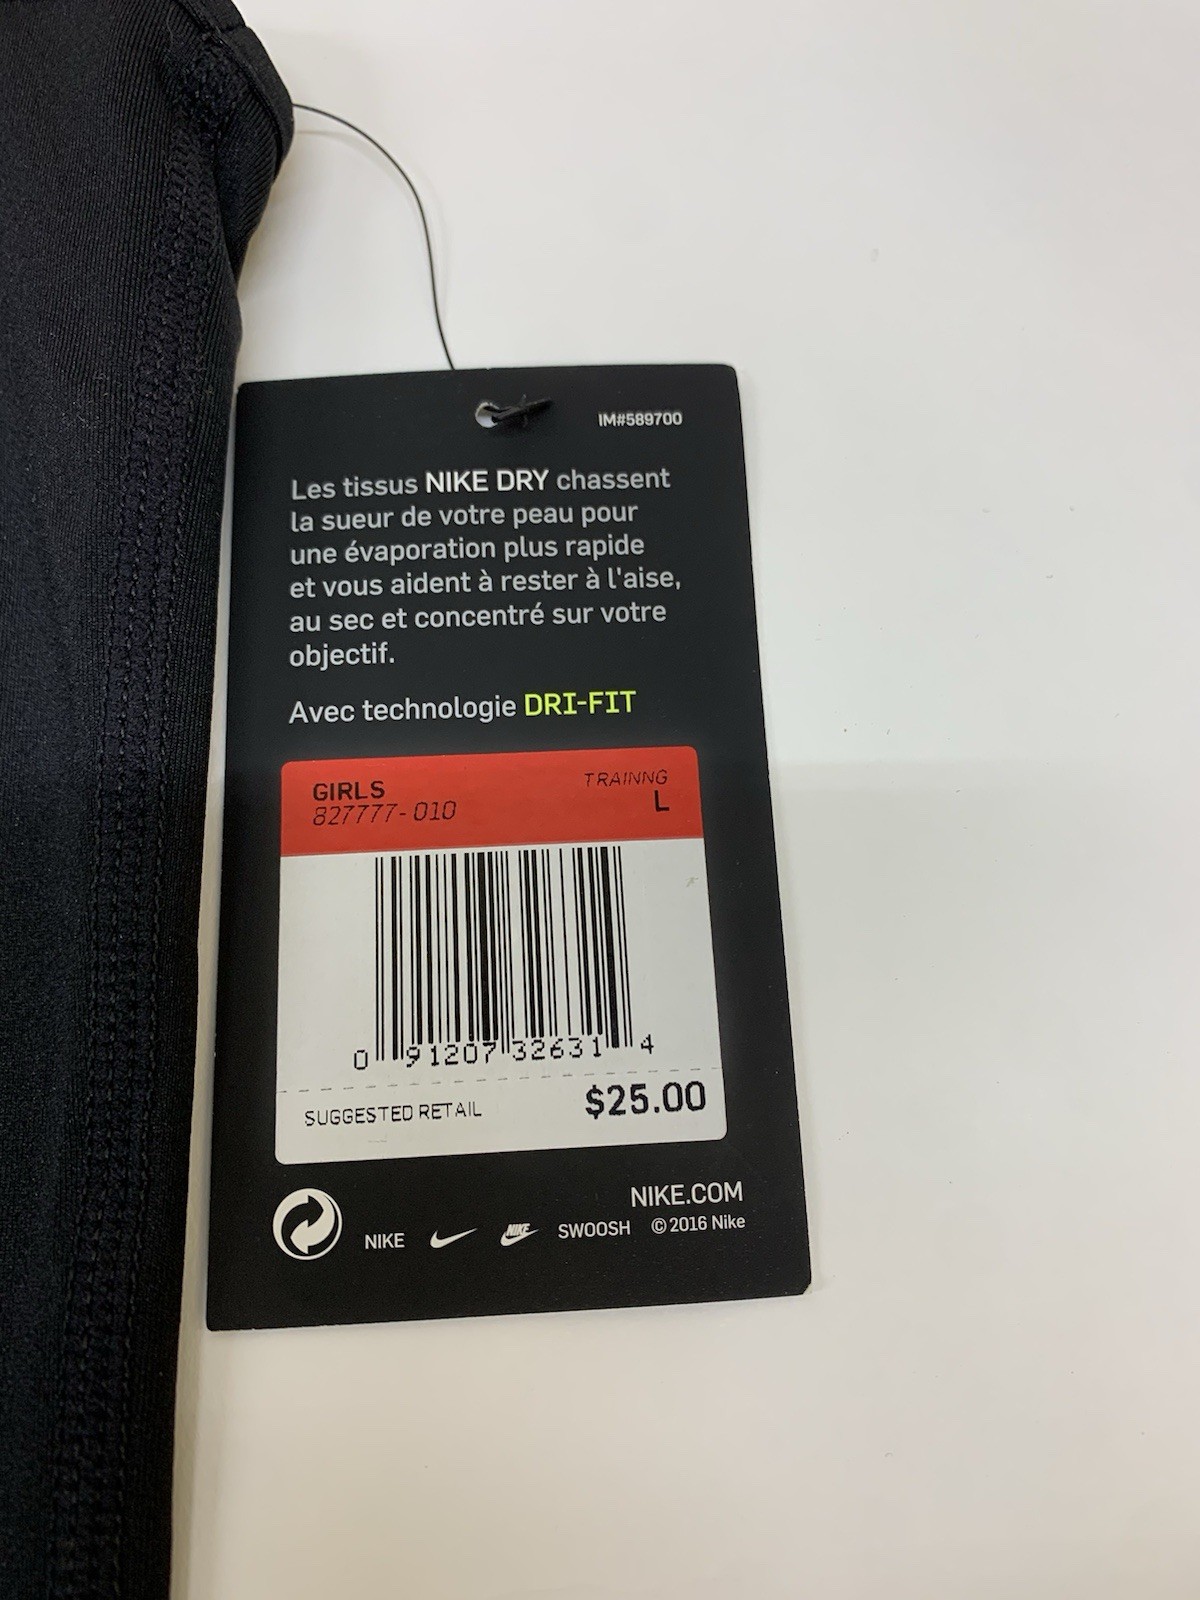 IM#589700
Les tissus NIKE DRY chassent
la sueur de votre peau pour
une évaporation plus rapide
et vous aident à rester à l'aise,
au sec et concentré sur votre
objectif.
Avec technologie DRI-FIT
GIRLS TRAINNG
827777-010 L
0 91207 32631 4
SUGGESTED RETAIL $25.00
NIKE.COM
NIKE NIKE SWOOSH © 2016 Nike